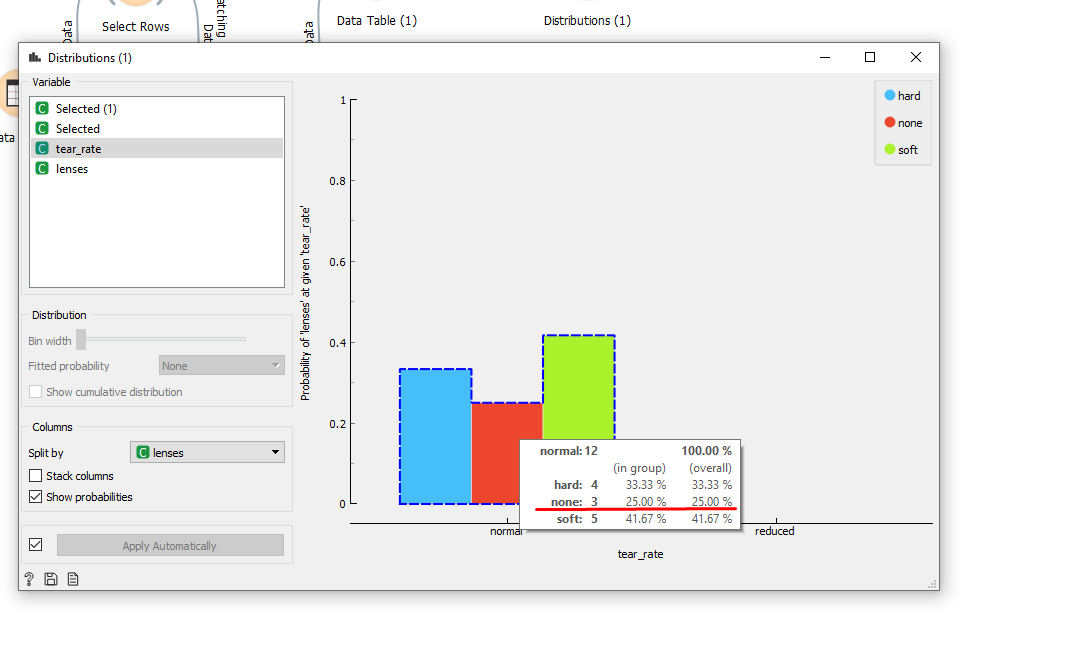 Data
Select Rows
atching
Dat
Data
Data Table (1)
Distributions (1)
ata
Distributions (1)
Variable
Selected (1)
Selected
tear_rate
lenses
Distribution
Bin width
Fitted probability
None
Show cumulative distribution
Columns
Split by
lenses
Stack columns
Show probabilities
Apply Automatically
Probability of 'lenses' at given 'tear_rate'
1
0.8
0.6
0.4
0.2
0
hard
none
soft
normal: 12 100.00 %
(in group) (overall)
hard: 4 33.33 % 33.33 %
none: 3 25.00 % 25.00 %
soft: 5 41.67 % 41.67 %
normal
reduced
tear_rate